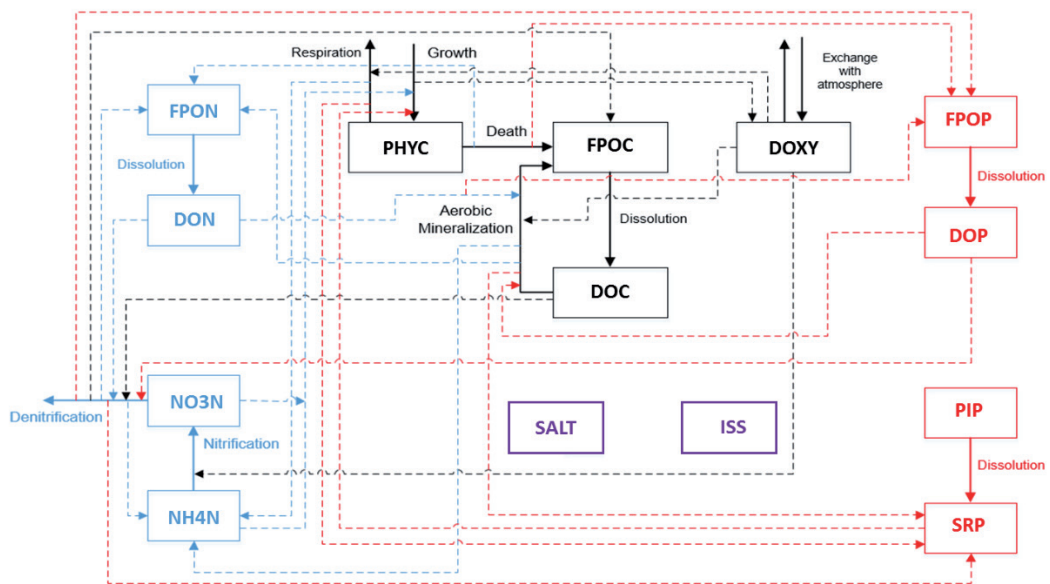 Respiration
Growth
Exchange
with
atmosphere
FPON
FPOP
Death
PHYC
FPOC
DOXY
Dissolution
Dissolution
DON
Aerobic
Mineralization
Dissolution
DOP
DOC
NO3N
Denitrification
PIP
SALT
ISS
Nitrification
Dissolution
NH4N
SRP